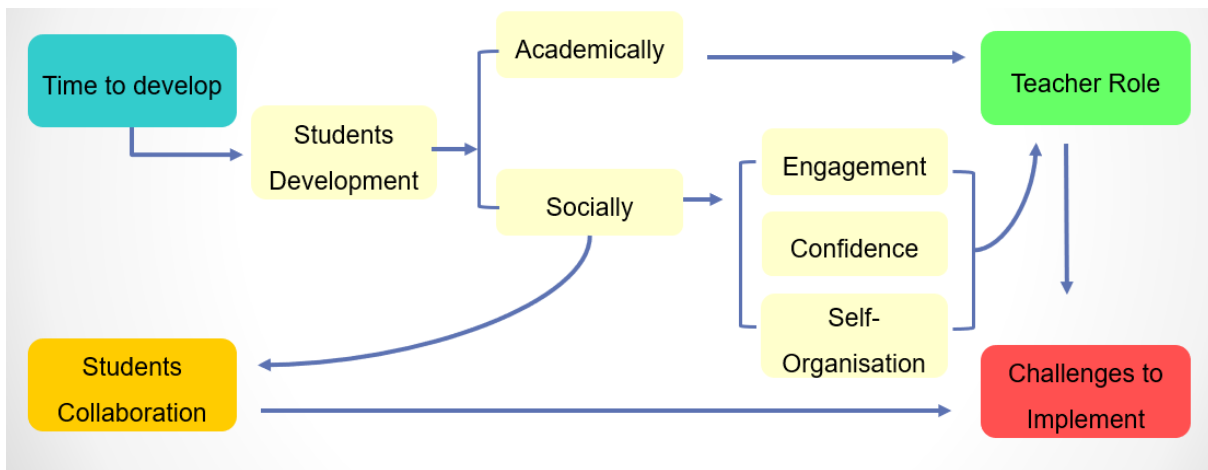 Time to develop
Students
Development
Academically
Socially
Engagement
Confidence
Self-
Organisation
Teacher Role
Students
Collaboration
Challenges to
Implement